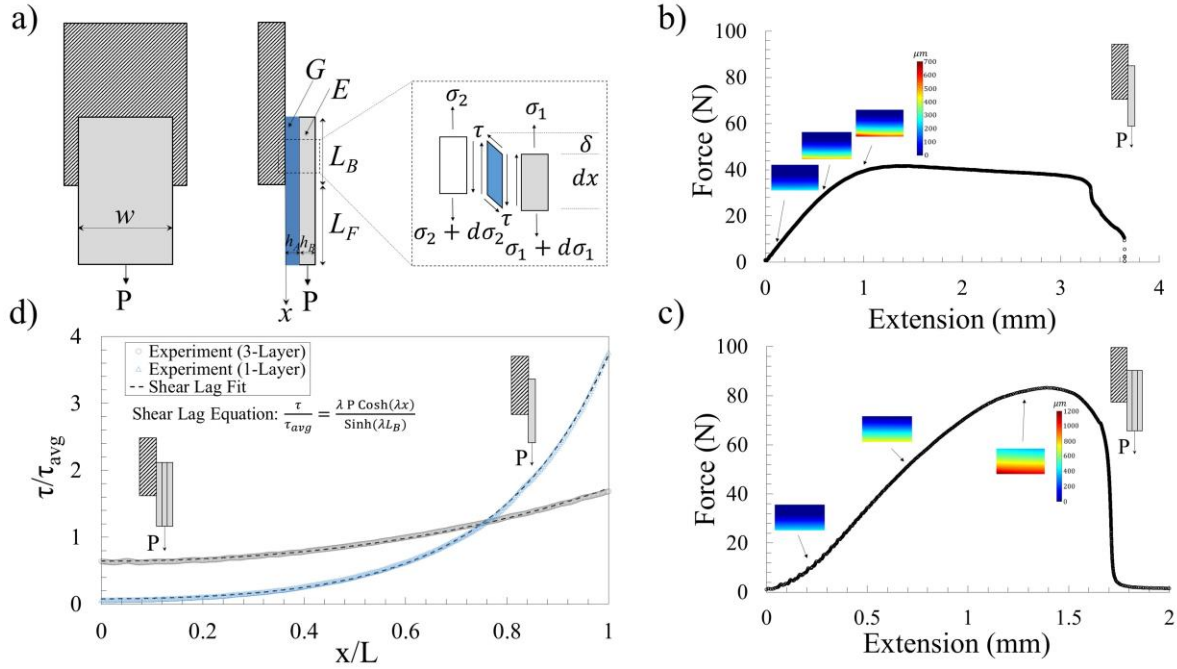 a)
G
E
σ₂
σ₁
τ
δ
L_B
dx
w
L_F
τ
h_A
h_B
σ₂ + dσ₂
σ₁ + dσ₁
P
x
P
b)
100
80
60
40
20
0
Force (N)
μm
700
600
500
400
300
200
100
0
P
0
1
2
3
4
Extension (mm)
c)
100
80
60
40
20
0
Force (N)
μm
1200
1000
800
600
400
200
0
P
0
0.5
1
1.5
2
Extension (mm)
d)
4
3
2
1
0
τ/τ_avg
Experiment (3-Layer)
Experiment (1-Layer)
Shear Lag Fit
Shear Lag Equation: τ/τ_avg = λ P Cosh(λx)/Sinh(λL_B)
P
P
0
0.2
0.4
0.6
0.8
1
x/L